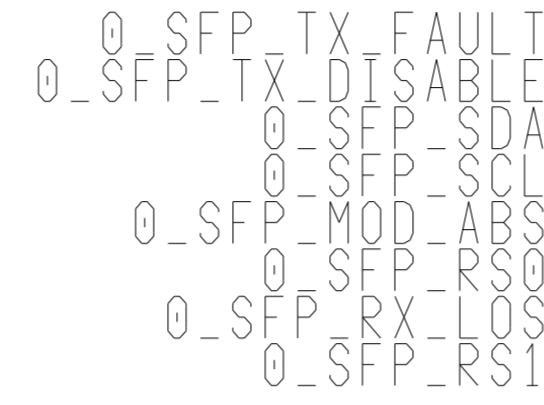 0_SFP_TX_FAULT
0_SFP_TX_DISABLE
0_SFP_SDA
0_SFP_SCL
0_SFP_MOD_ABS
0_SFP_RS0
0_SFP_RX_LOS
0_SFP_RS1